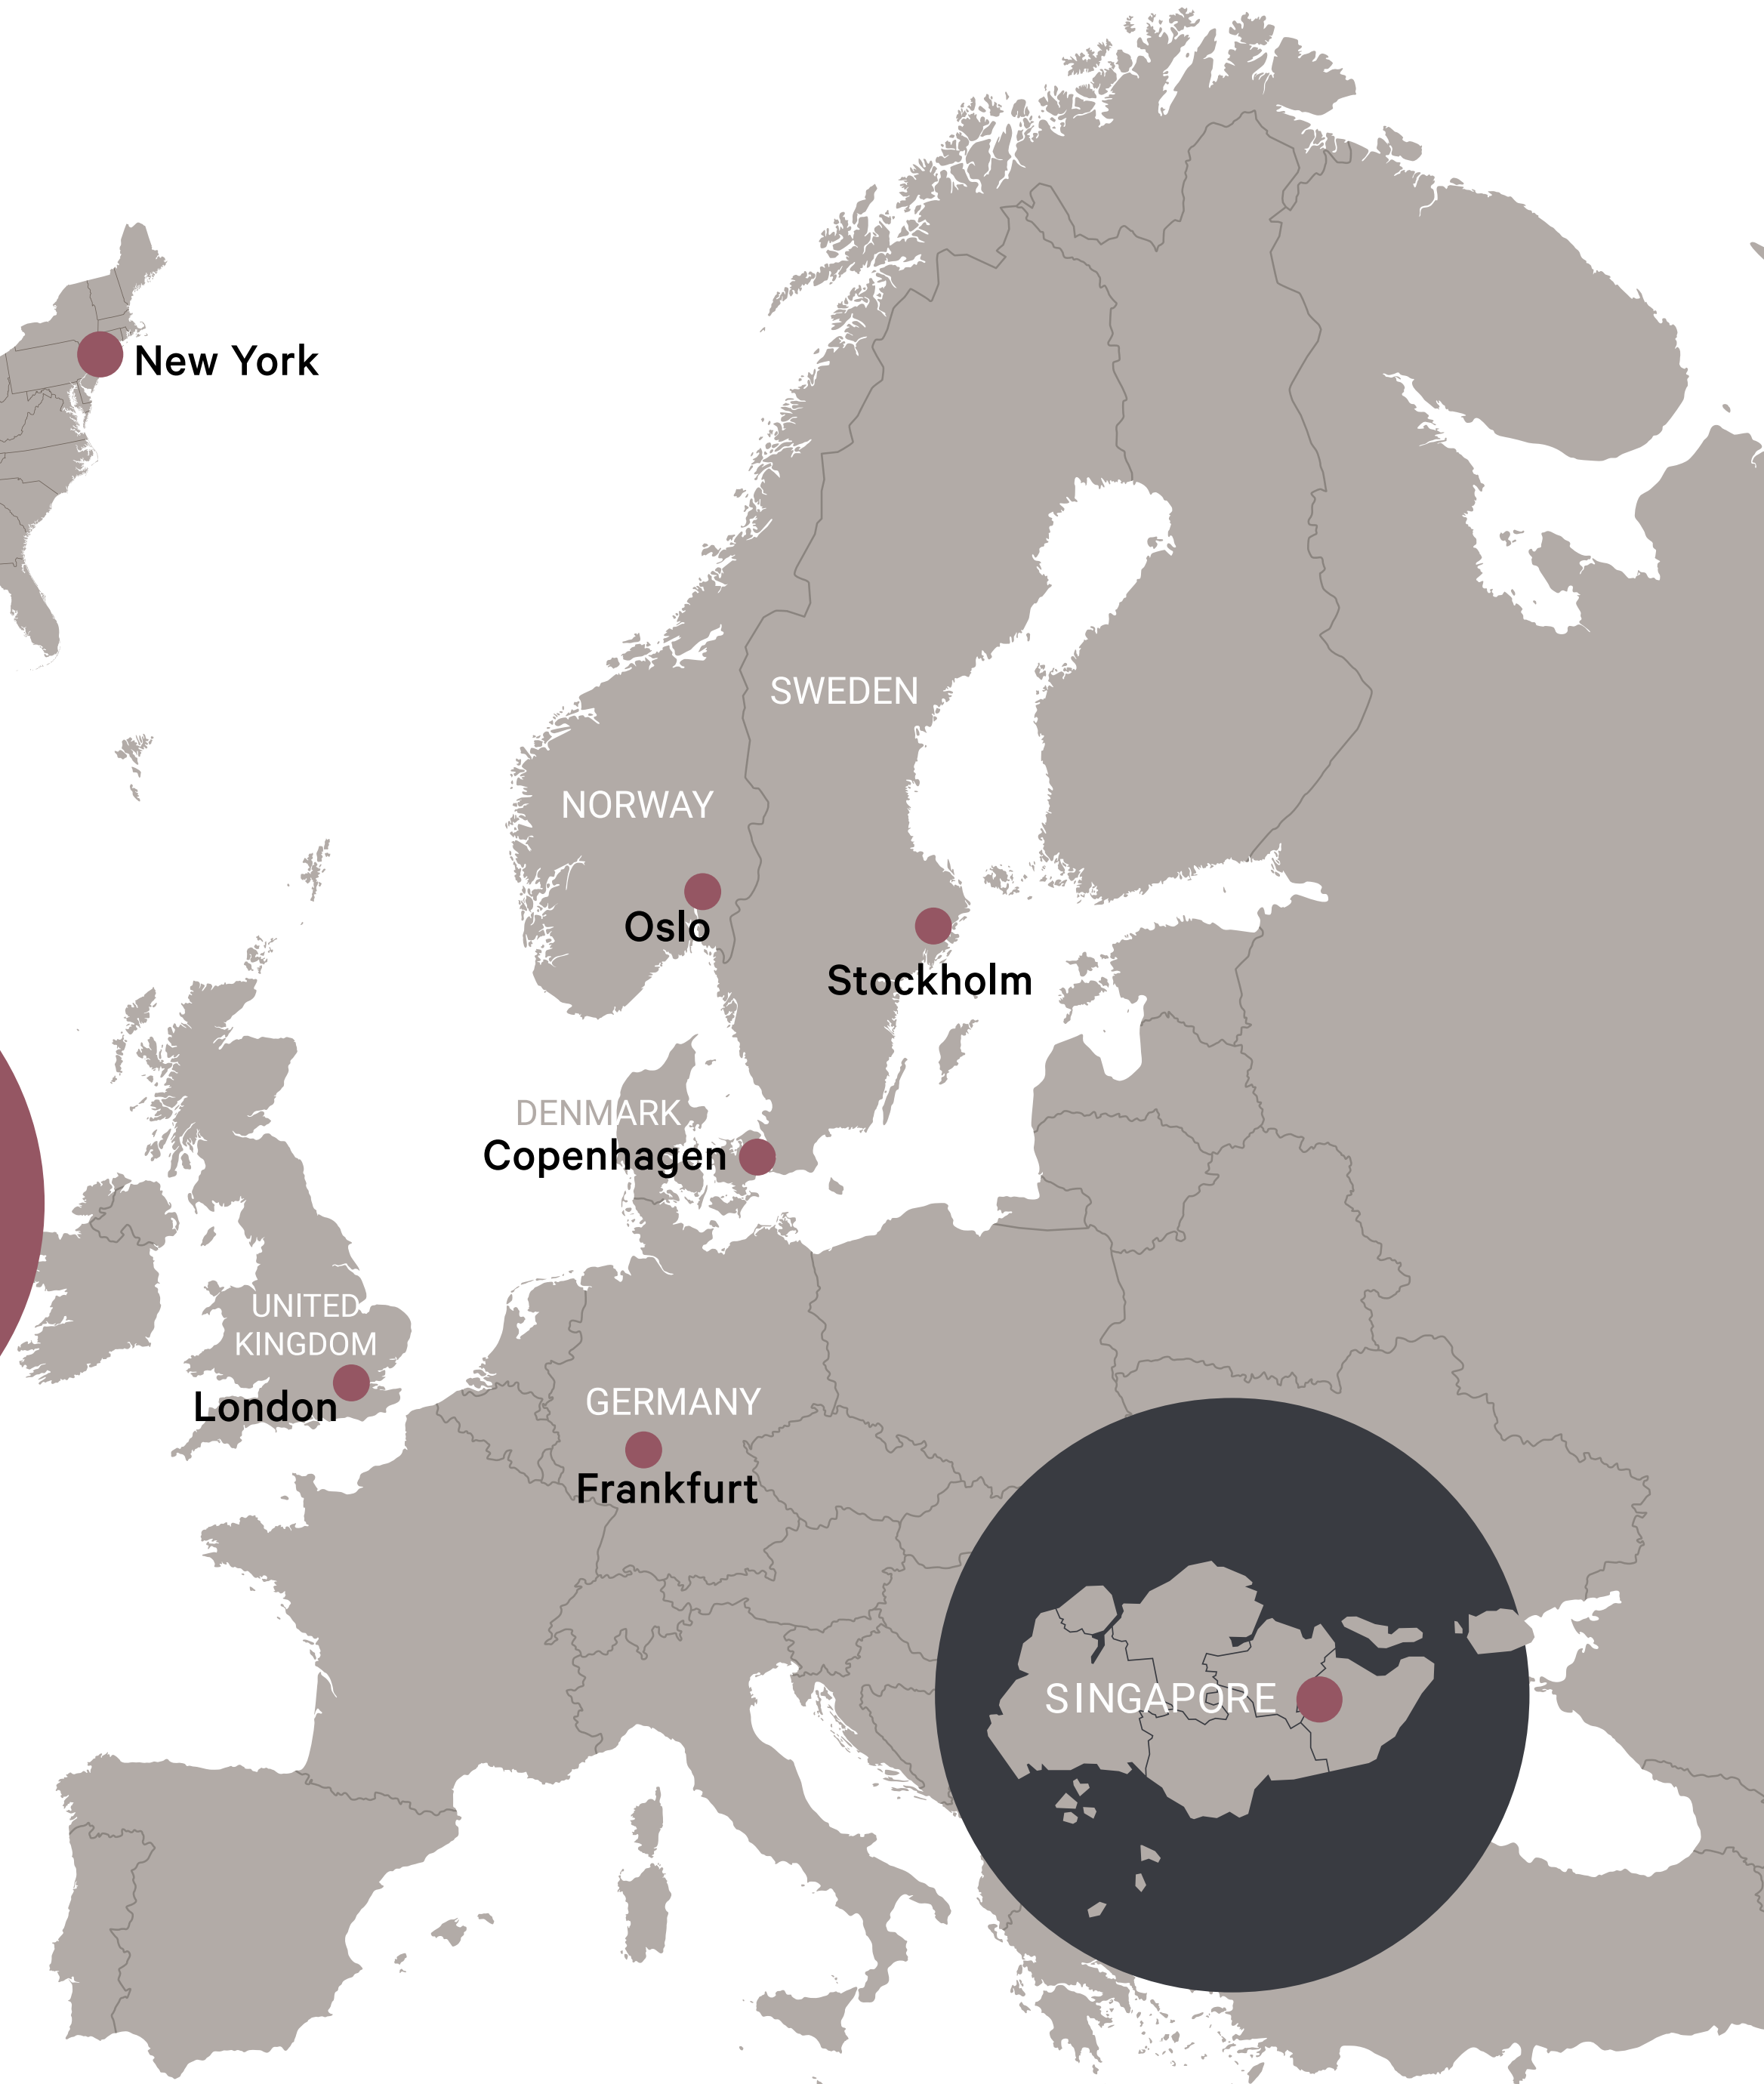 New York
SWEDEN
NORWAY
Oslo
Stockholm
DENMARK
Copenhagen
UNITED
KINGDOM
London
GERMANY
Frankfurt
SINGAPORE